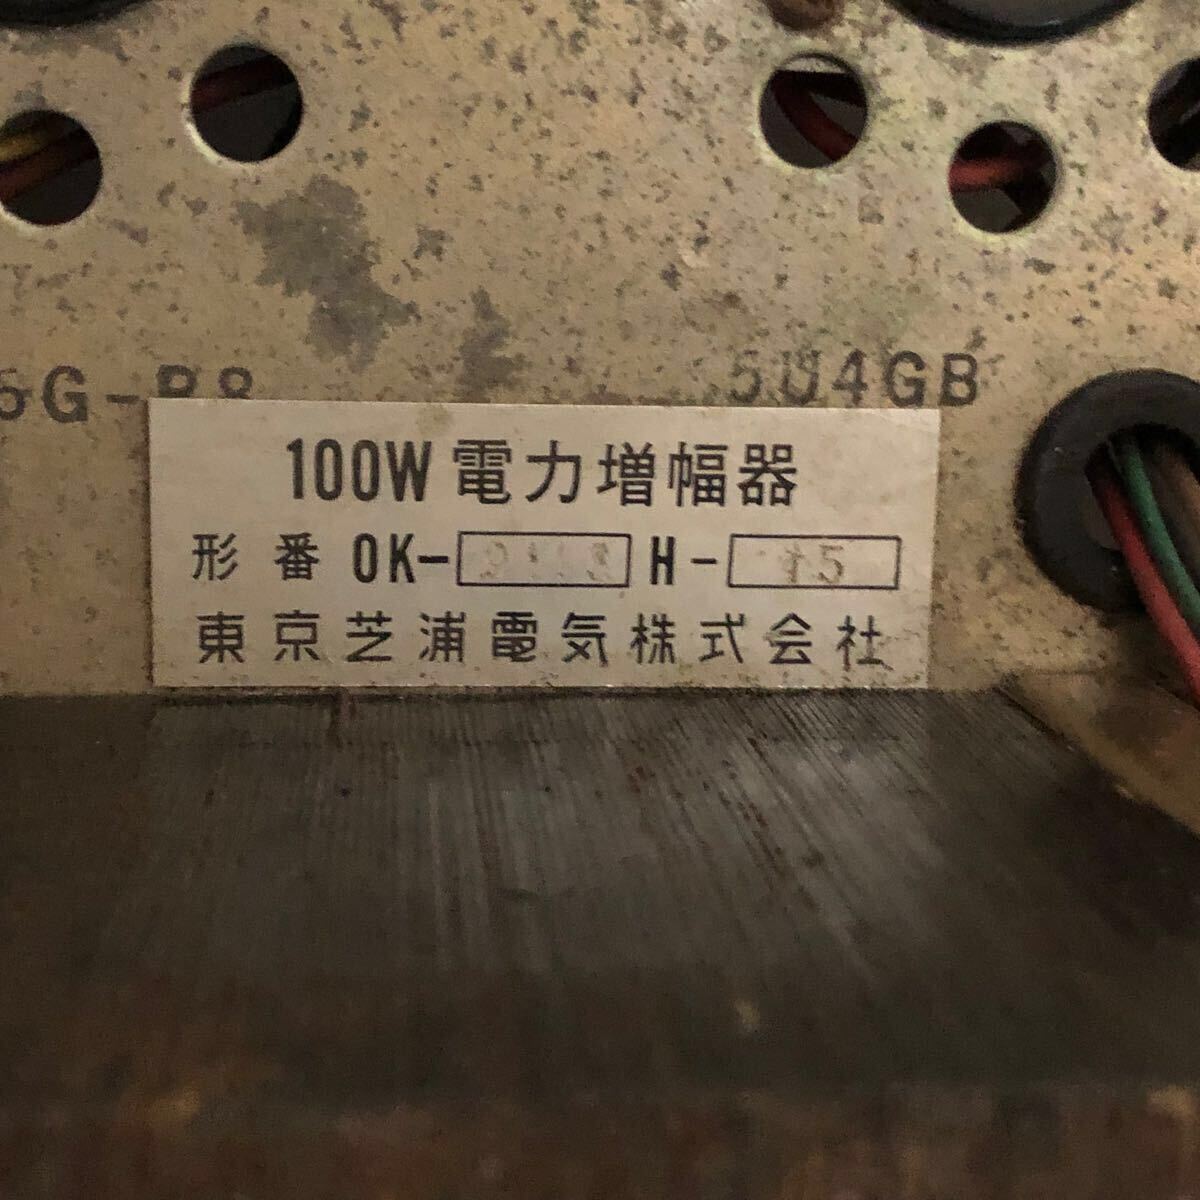 5U4GB
100W 電力増幅器
形番 OK- H- 15
東京芝浦電気株式会社